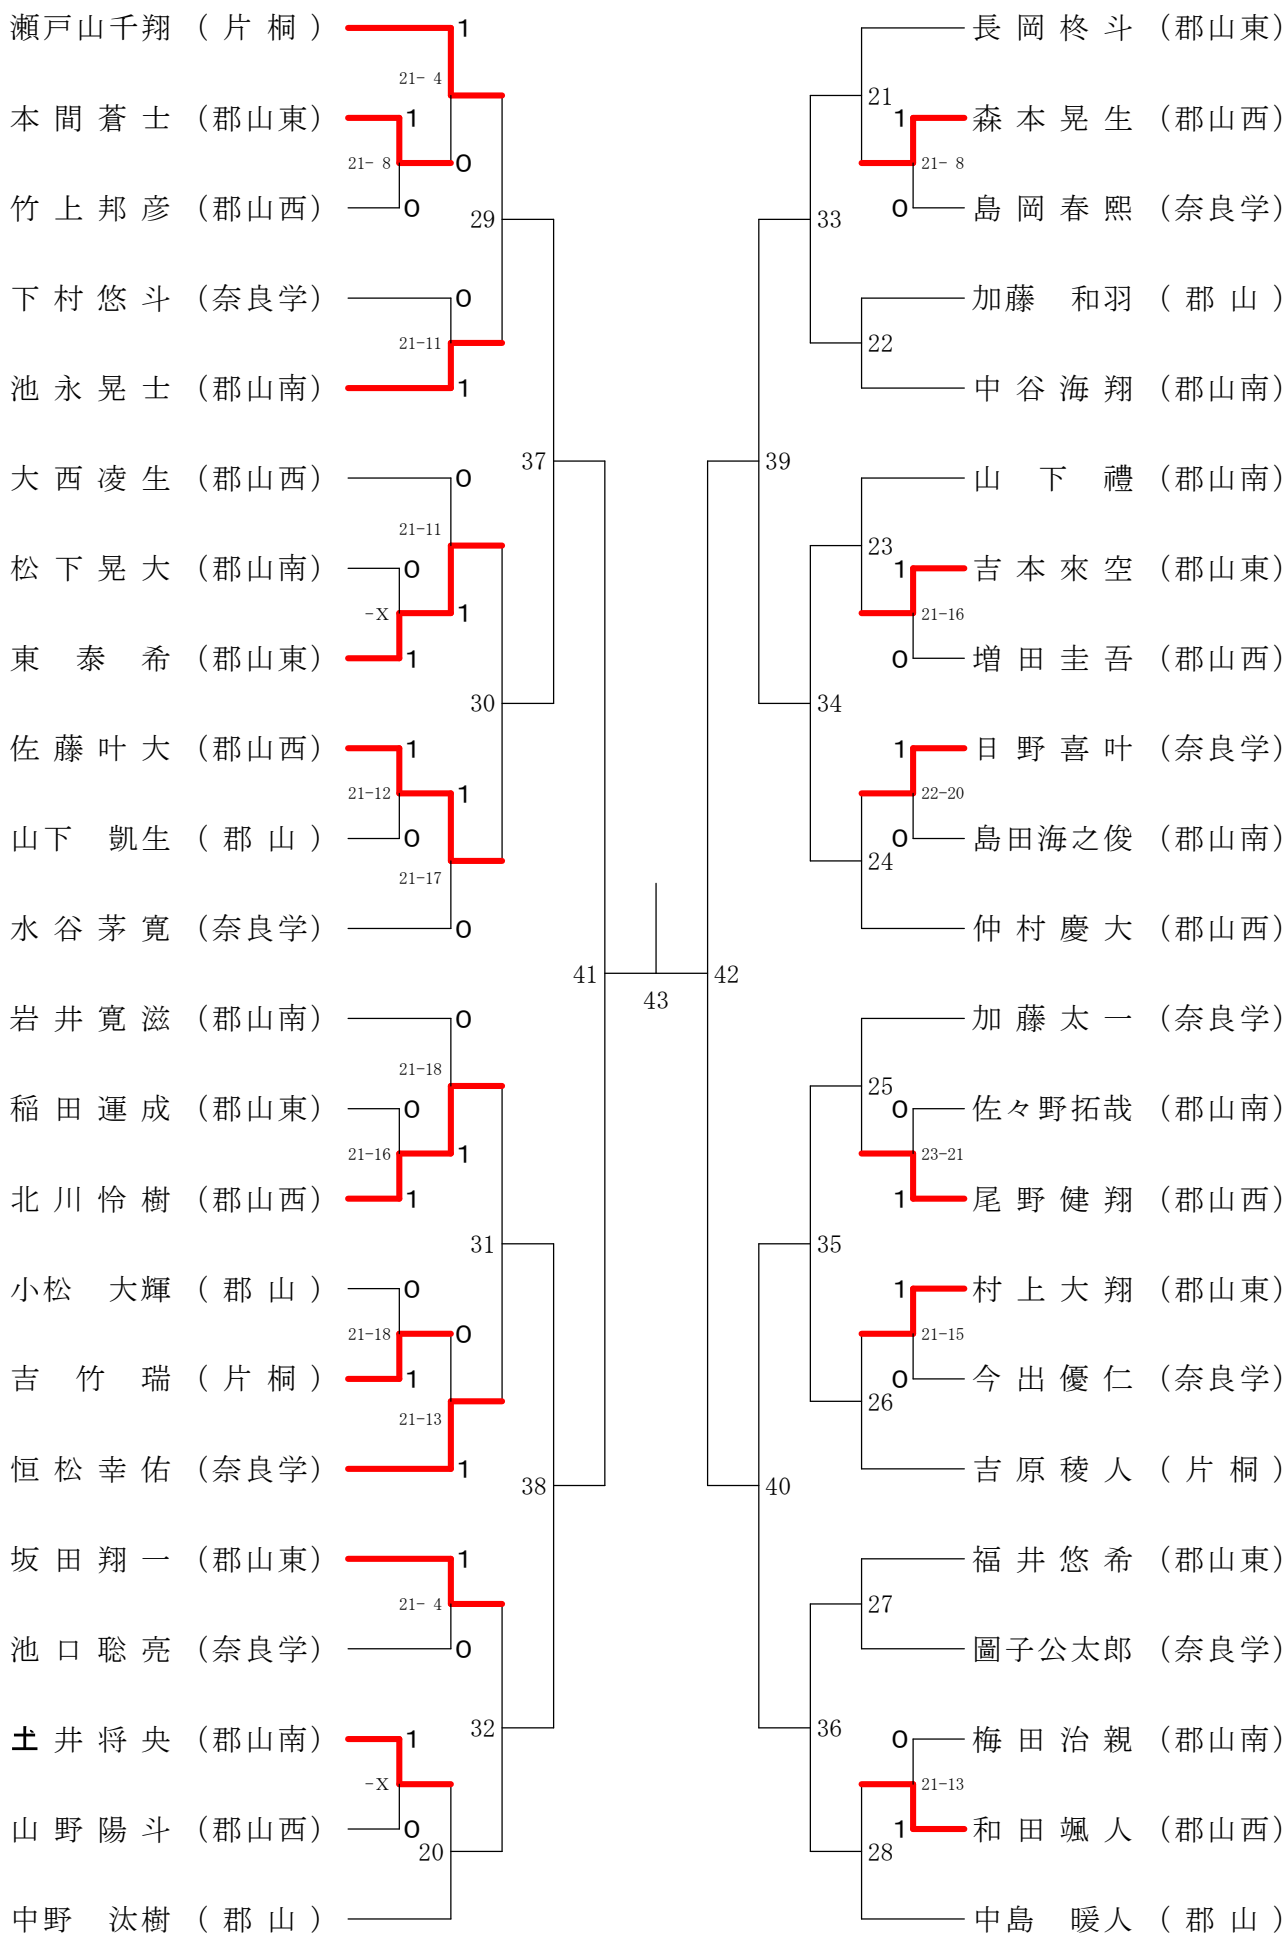 瀬戸山千翔 （片桐） 1
21- 4
本間蒼士 （郡山東） 1
21- 8 0
竹上邦彦 （郡山西） 0
29
下村悠斗 （奈良学） 0
21-11
池永晃士 （郡山南） 1
37
大西凌生 （郡山西） 0
21-11
松下晃大 （郡山南） 0
-X 1
東泰希 （郡山東） 1
30
佐藤叶大 （郡山西） 1
21-12 1
山下 凱生 （郡山） 0
21-17
水谷茅寛 （奈良学） 0
41
岩井寛滋 （郡山南） 0
21-18
稲田運成 （郡山東） 0
21-16 1
北川怜樹 （郡山西） 1
31
小松 大輝 （郡山） 0
21-18 0
吉竹瑞 （片桐） 1
21-13
恒松幸佑 （奈良学） 1
38
坂田翔一 （郡山東） 1
21- 4
池口聡亮 （奈良学） 0
32
土井将央 （郡山南） 1
-X
山野陽斗 （郡山西） 0
20
中野 汰樹 （郡山）
43
長岡柊斗 （郡山東）
21
1 森本晃生 （郡山西）
21- 8
0 島岡春熙 （奈良学）
33
加藤 和羽 （郡山）
22
中谷海翔 （郡山南）
39
山下禮 （郡山南）
23
1 吉本來空 （郡山東）
21-16
0 増田圭吾 （郡山西）
34
1 日野喜叶 （奈良学）
22-20
0 島田海之俊 （郡山南）
24
仲村慶大 （郡山西）
42
加藤太一 （奈良学）
25
0 佐々野拓哉 （郡山南）
23-21
1 尾野健翔 （郡山西）
35
1 村上大翔 （郡山東）
21-15
0 今出優仁 （奈良学）
26
吉原稜人 （片桐）
40
福井悠希 （郡山東）
27
圖子公太郎 （奈良学）
36
0 梅田治親 （郡山南）
21-13
1 和田颯人 （郡山西）
28
中島 暖人 （郡山）